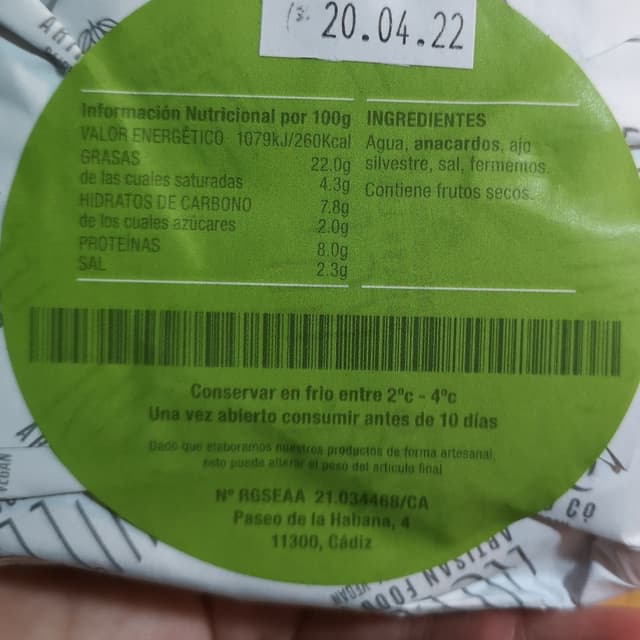 20.04.22
Información Nutricional por 100g
VALOR ENERGÉTICO 1079kJ/260Kcal
GRASAS 22.0g
de las cuales saturadas 4.3g
HIDRATOS DE CARBONO 7.8g
de los cuales azúcares 2.0g
PROTEÍNAS 8.0g
SAL 2.3g
INGREDIENTES
Agua, anacardos, ajo
silvestre, sal, fermentos.
Contiene frutos secos.
Conservar en frio entre 2ºc - 4ºc
Una vez abierto consumir antes de 10 días
Dado que elaboramos nuestros productos de forma artesanal,
esto puede alterar el peso del articulo final
Nº RGSEAA 21.034468/CA
Paseo de la Habana, 4
11300, Cádiz
VEGAN
Cº
ARTISAN FOOD
VEGAN